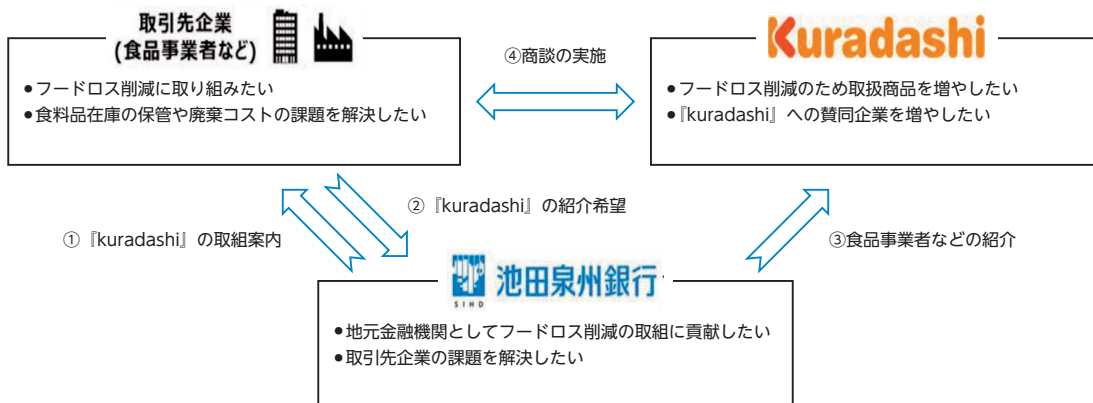 取引先企業
(食品事業者など)
●フードロス削減に取り組みたい
●食料品在庫の保管や廃棄コストの課題を解決したい
④商談の実施
Kuradashi
●フードロス削減のため取扱商品を増やしたい
●『kuradashi』への賛同企業を増やしたい
①『kuradashi』の取組案内
②『kuradashi』の紹介希望
③食品事業者などの紹介
SIHD
池田泉州銀行
●地元金融機関としてフードロス削減の取組に貢献したい
●取引先企業の課題を解決したい